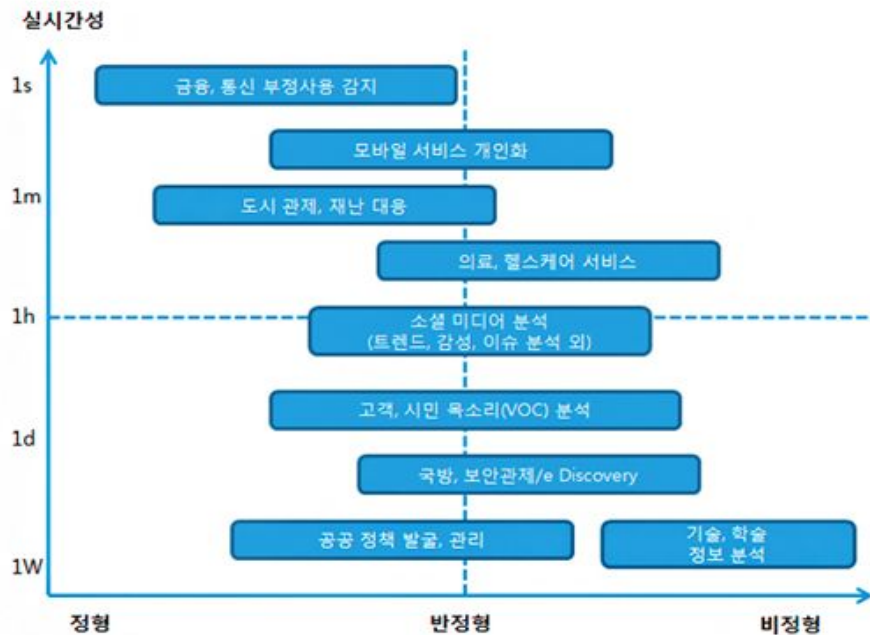 실시간성
1s
금융, 통신 부정사용 감지
모바일 서비스 개인화
1m
도시 관제, 재난 대응
의료, 헬스케어 서비스
1h
소셜 미디어 분석
(트렌드, 감성, 이슈 분석 외)
고객, 시민 목소리(VOC) 분석
1d
국방, 보안관제/e Discovery
공공 정책 발굴, 관리
기술, 학술
정보 분석
1W
정형
반정형
비정형